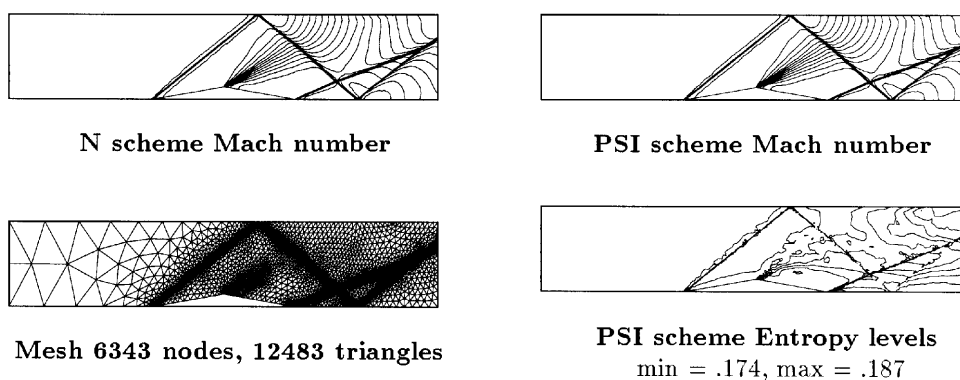 N scheme Mach number
PSI scheme Mach number
Mesh 6343 nodes, 12483 triangles
PSI scheme Entropy levels
min = .174, max = .187